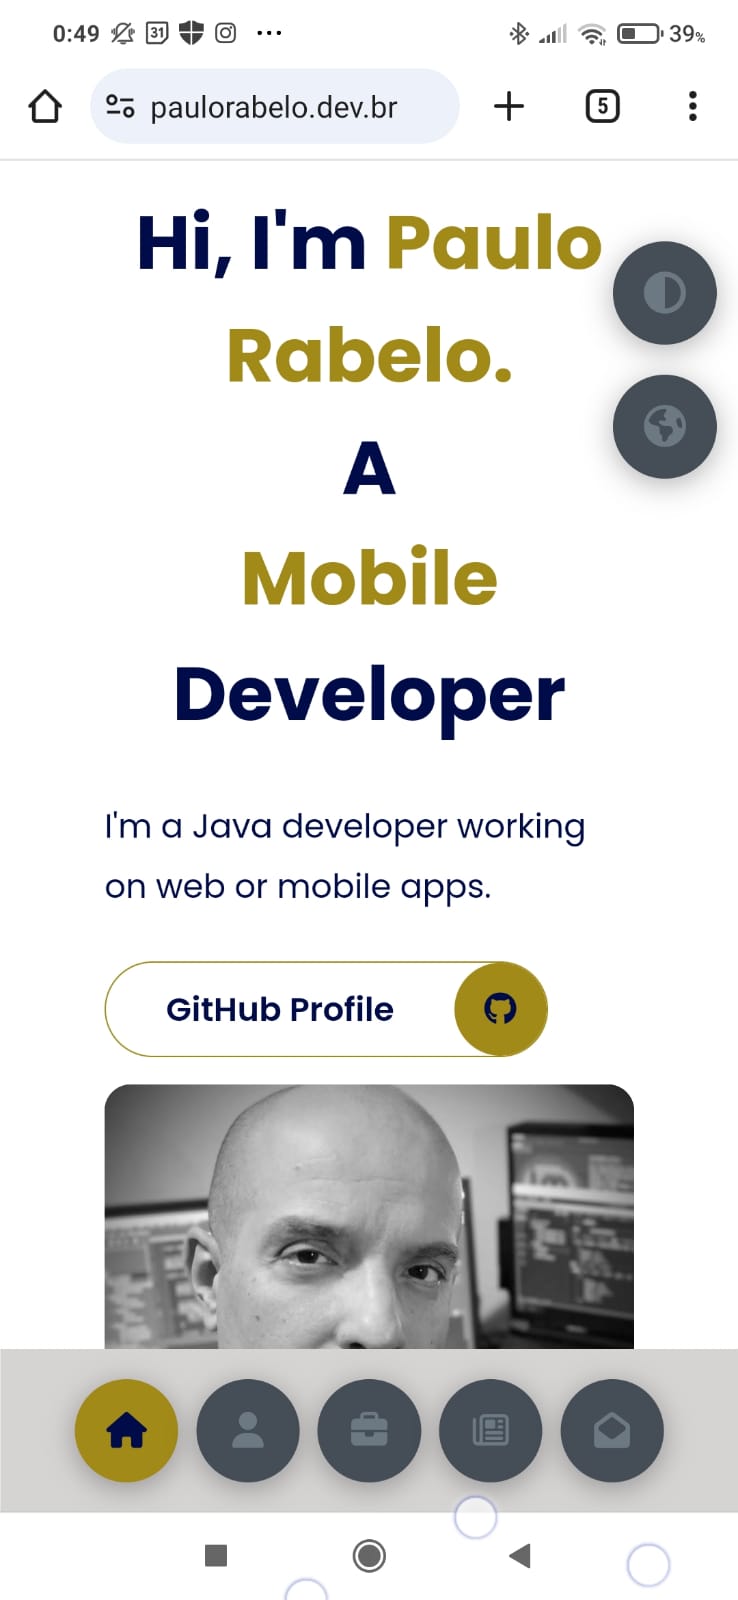 0:49 31 39%
paulorabelo.dev.br 5
Hi, I'm Paulo
Rabelo.
A
Mobile
Developer
I'm a Java developer working
on web or mobile apps.
GitHub Profile